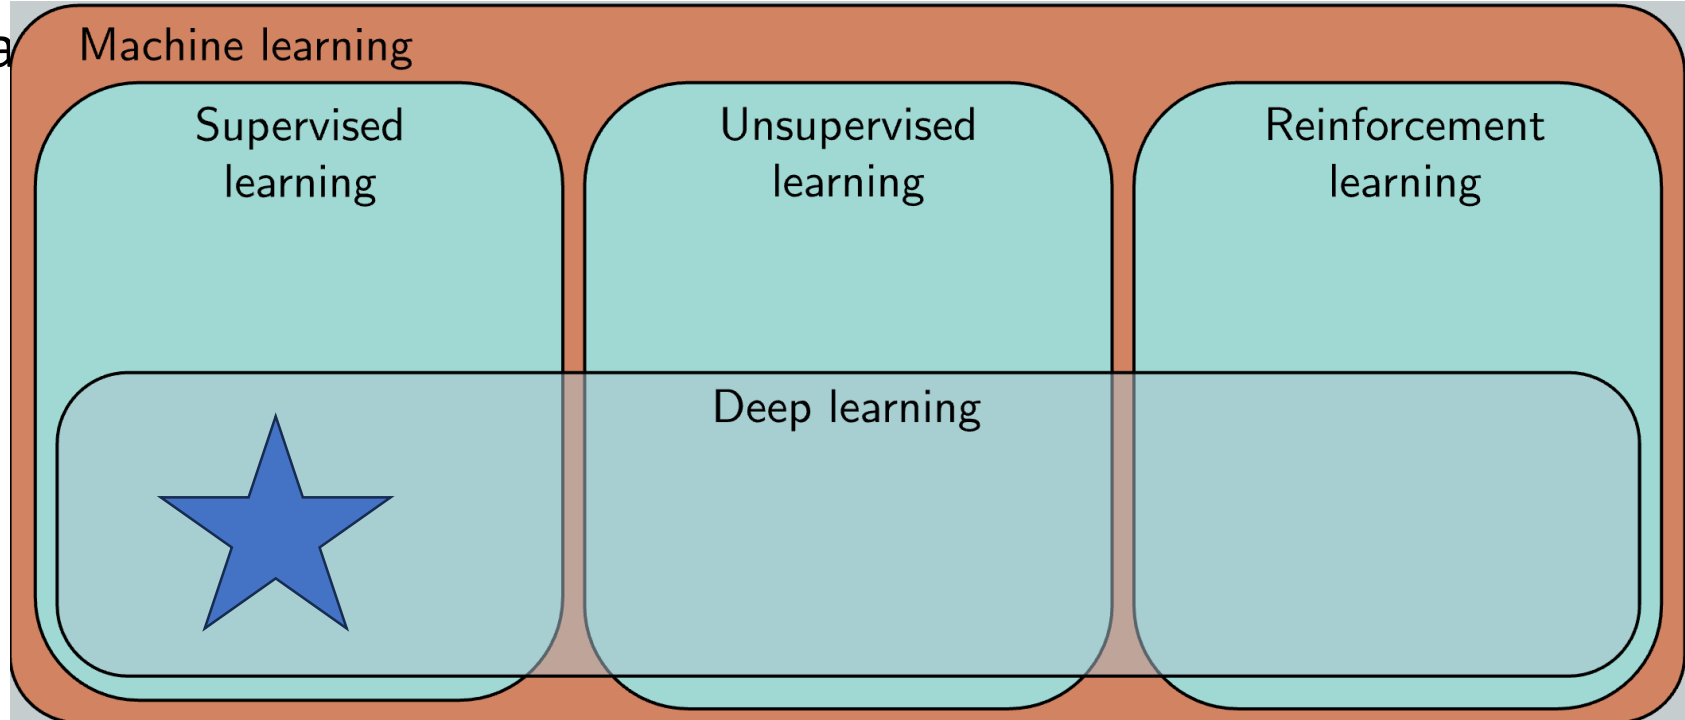 a
Machine learning
Supervised
learning
Unsupervised
learning
Reinforcement
learning
Deep learning